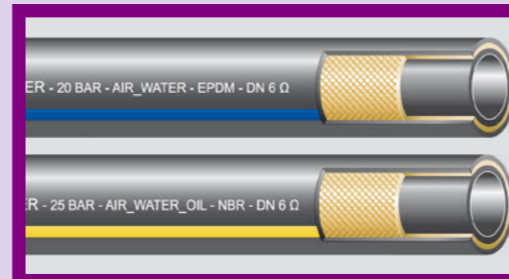 ER - 20 BAR - AIR_WATER - EPDM - DN 6 Ω
ER - 25 BAR - AIR_WATER_OIL - NBR - DN 6 Ω